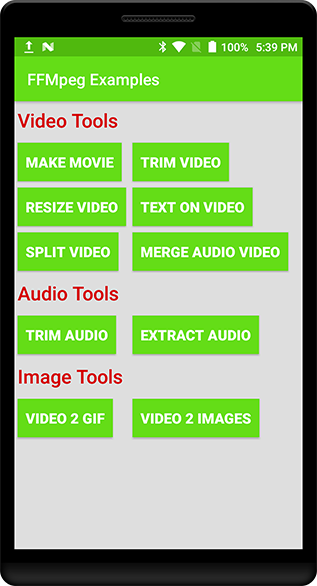 100% 5:39 PM
FFMpeg Examples
Video Tools
MAKE MOVIE TRIM VIDEO
RESIZE VIDEO TEXT ON VIDEO
SPLIT VIDEO MERGE AUDIO VIDEO
Audio Tools
TRIM AUDIO EXTRACT AUDIO
Image Tools
VIDEO 2 GIF VIDEO 2 IMAGES